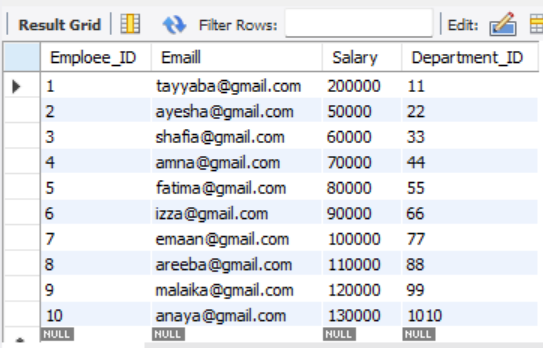 Result Grid Filter Rows: Edit:
Emploee_ID Emaill Salary Department_ID
1 tayyaba@gmail.com 200000 11
2 ayesha@gmail.com 50000 22
3 shafia@gmail.com 60000 33
4 amna@gmail.com 70000 44
5 fatima@gmail.com 80000 55
6 izza@gmail.com 90000 66
7 emaan@gmail.com 100000 77
8 areeba@gmail.com 110000 88
9 malaika@gmail.com 120000 99
10 anaya@gmail.com 130000 1010
NULL NULL NULL NULL